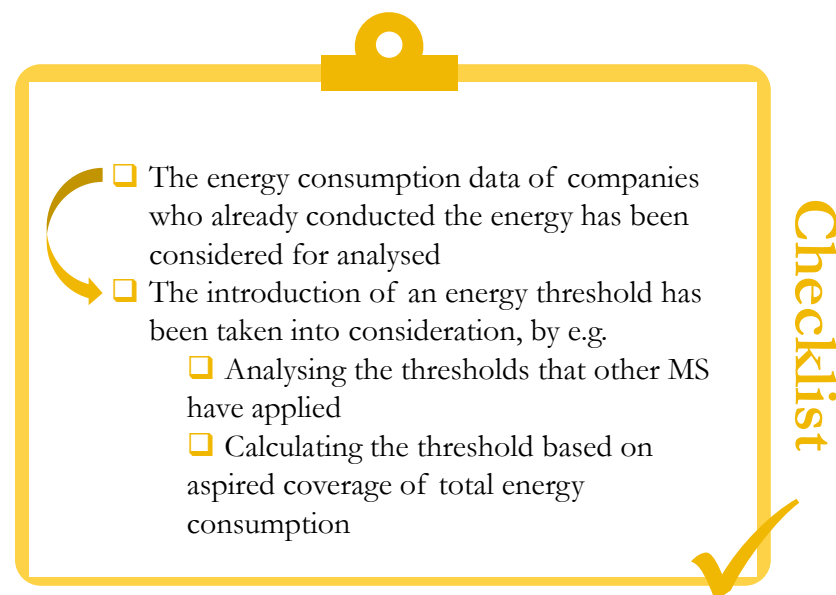 ❑ The energy consumption data of companies
who already conducted the energy has been
considered for analysed
❑ The introduction of an energy threshold has
been taken into consideration, by e.g.
❑ Analysing the thresholds that other MS
have applied
❑ Calculating the threshold based on
aspired coverage of total energy
consumption
Checklist